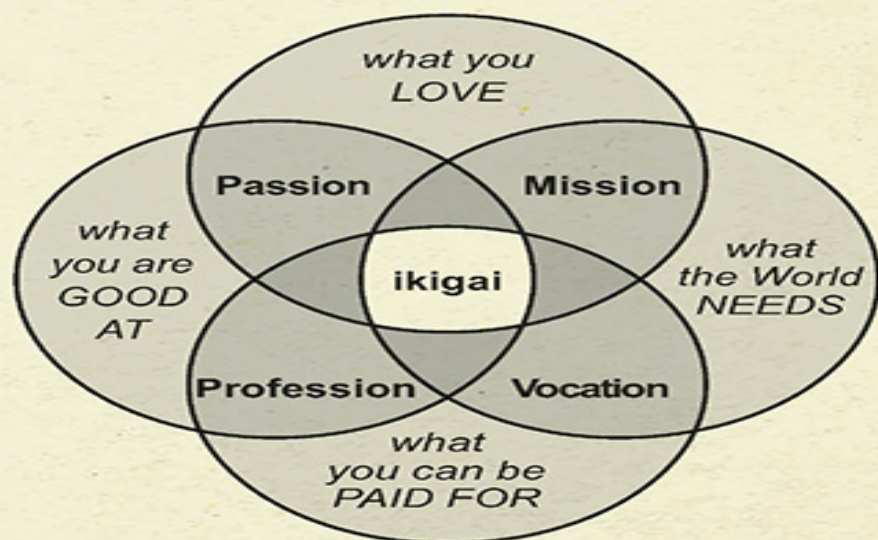 what you
LOVE
Passion
Mission
what
you are
GOOD
AT
ikigai
what
the World
NEEDS
Profession
Vocation
what
you can be
PAID FOR